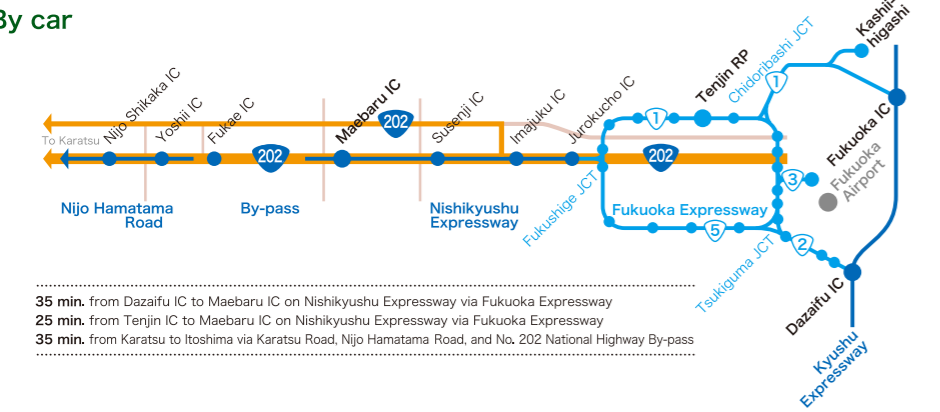 By car
Kashii-
higashi
Chidoribashi JCT
Tenjin RP
1
1
Nijo Shikaka IC
Yoshii IC
Fukae IC
Maebaru IC
202
Susenji IC
Imajuku IC
Jurokucho IC
Fukuoka IC
To Karatsu
202
202
3
Fukuoka
Airport
Fukushige JCT
Nijo Hamatama
Road
By-pass
Nishikyushu
Expressway
Fukuoka Expressway
5
2
Tsukiguma JCT
Dazaifu IC
Kyushu
Expressway
35 min. from Dazaifu IC to Maebaru IC on Nishikyushu Expressway via Fukuoka Expressway
25 min. from Tenjin IC to Maebaru IC on Nishikyushu Expressway via Fukuoka Expressway
35 min. from Karatsu to Itoshima via Karatsu Road, Nijo Hamatama Road, and No. 202 National Highway By-pass